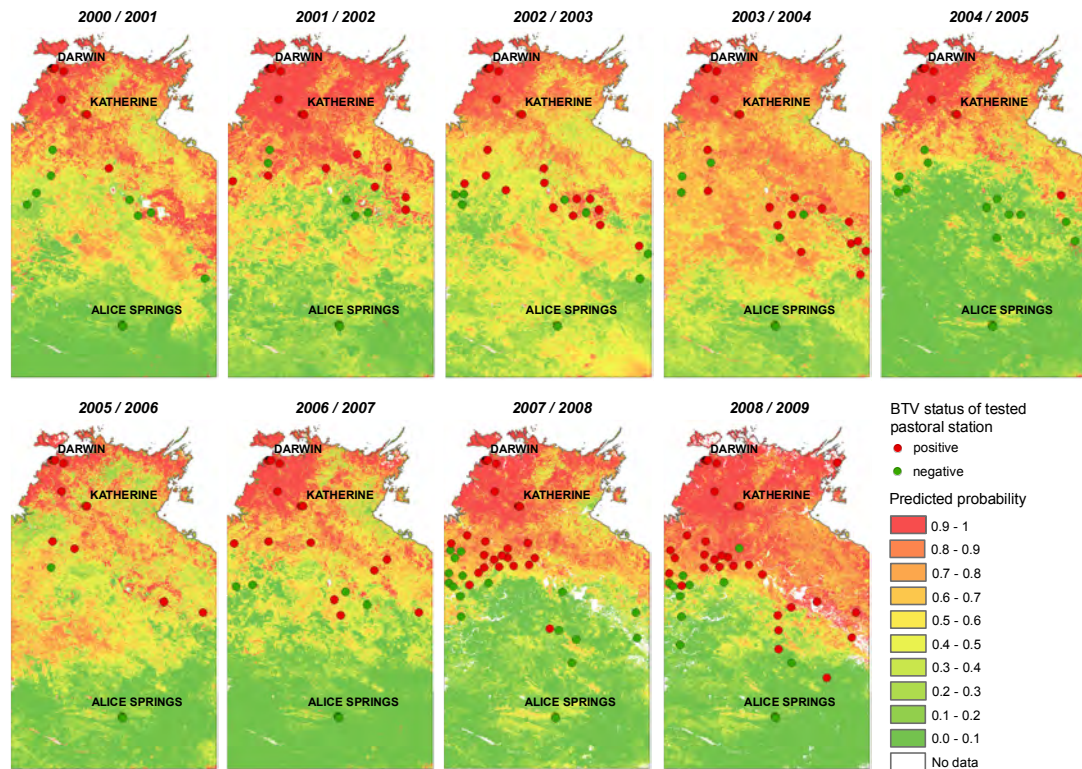 2000 / 2001
2001 / 2002
2002 / 2003
2003 / 2004
2004 / 2005
DARWIN
DARWIN
DARWIN
DARWIN
DARWIN
KATHERINE
KATHERINE
KATHERINE
KATHERINE
KATHERINE
ALICE SPRINGS
ALICE SPRINGS
ALICE SPRINGS
ALICE SPRINGS
ALICE SPRINGS
2005 / 2006
2006 / 2007
2007 / 2008
2008 / 2009
DARWIN
DARWIN
DARWIN
DARWIN
KATHERINE
KATHERINE
KATHERINE
KATHERINE
ALICE SPRINGS
ALICE SPRINGS
ALICE SPRINGS
ALICE SPRINGS
BTV status of tested
pastoral station
positive
negative
Predicted probability
0.9 - 1
0.8 - 0.9
0.7 - 0.8
0.6 - 0.7
0.5 - 0.6
0.4 - 0.5
0.3 - 0.4
0.2 - 0.3
0.1 - 0.2
0.0 - 0.1
No data